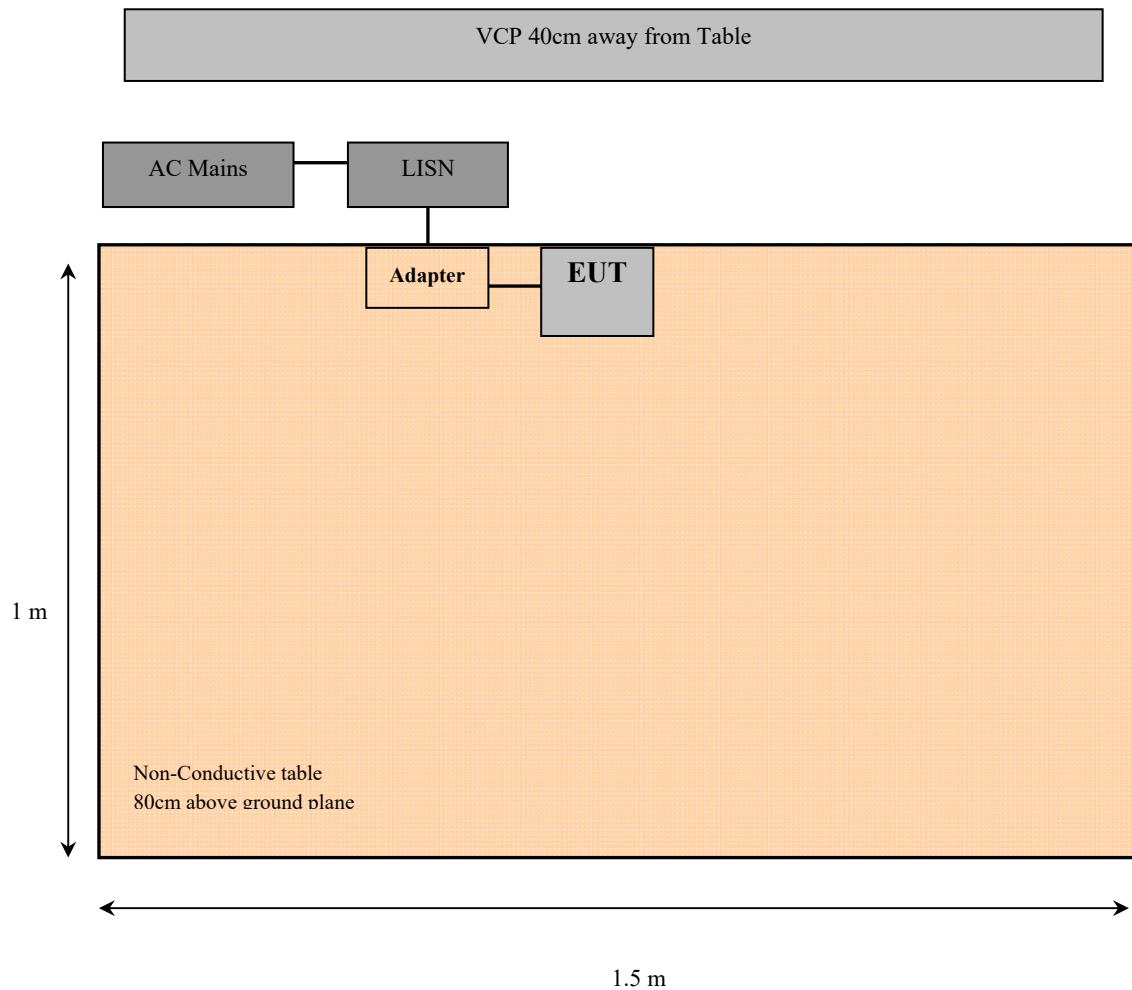 VCP 40cm away from Table
AC Mains
LISN
Adapter
EUT
1 m
Non-Conductive table
80cm above ground plane
1.5 m